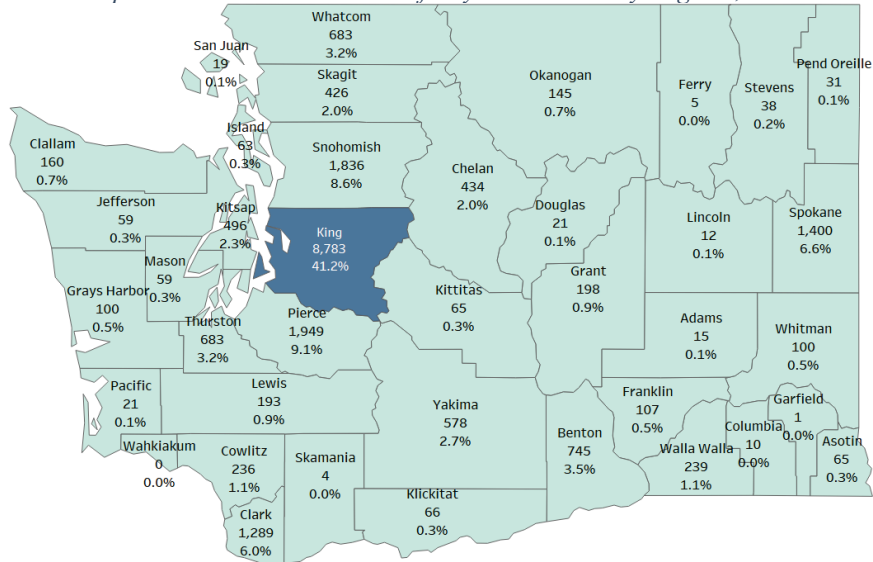 Whatcom
683
3.2%
San Juan
19
0.1%
Skagit
426
2.0%
Okanogan
145
0.7%
Ferry
5
0.0%
Stevens
38
0.2%
Pend Oreille
31
0.1%
Island
63
0.3%
Clallam
160
0.7%
Snohomish
1,836
8.6%
Chelan
434
2.0%
Jefferson
59
0.3%
Kitsap
496
2.3%
King
8,783
41.2%
Douglas
21
0.1%
Lincoln
12
0.1%
Spokane
1,400
6.6%
Mason
59
0.3%
Grays Harbor
100
0.5%
Kittitas
65
0.3%
Grant
198
0.9%
Thurston
683
3.2%
Pierce
1,949
9.1%
Adams
15
0.1%
Whitman
100
0.5%
Pacific
21
0.1%
Lewis
193
0.9%
Yakima
578
2.7%
Benton
745
3.5%
Franklin
107
0.5%
Garfield
1
0.0%
Columbia
10
0.0%
Asotin
65
0.3%
Walla Walla
239
1.1%
Wahkiakum
0
0.0%
Cowlitz
236
1.1%
Skamania
4
0.0%
Klickitat
66
0.3%
Clark
1,289
6.0%